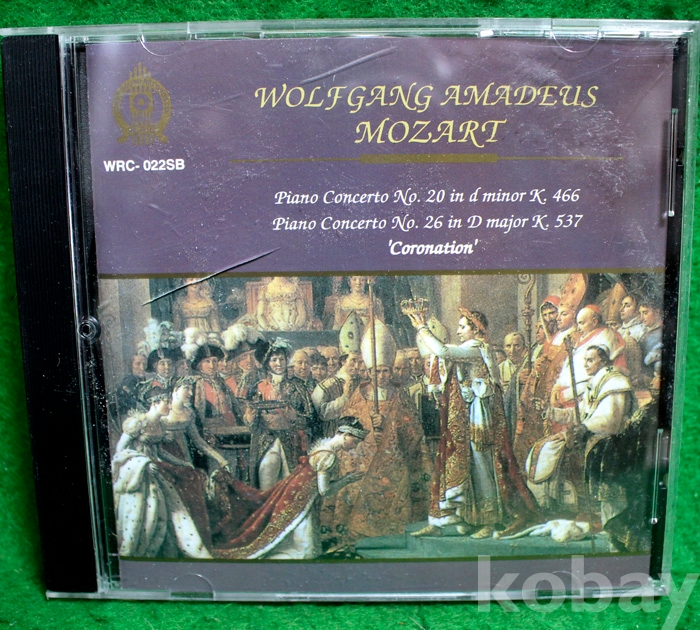 WOLFGANG AMADEUS
MOZART
WRC- 022SB
Piano Concerto No. 20 in d minor K. 466
Piano Concerto No. 26 in D major K. 537
'Coronation'
kobay